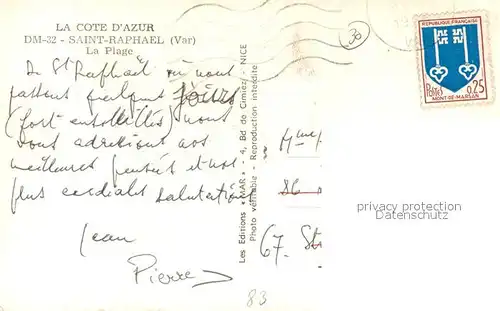 LA COTE D'AZUR
DM-32 - SAINT-RAPHAEL (Var)
La Plage
De St Raphaël où nous
passons quelques jours
(fort ensoleillés) nous
vous adressons nos
meilleures pensées et nos
plus cordiales salutations
Jean
Pierre
Les Editions "MAR" - 4, Bd de Cimiez - NICE
Photo véritable - Reproduction interdite
30
REPUBLIQUE FRANÇAISE
Postes 0,25
MONT-DE-MARSAN
Mme
86
privacy protection
Datenschutz
67. St
83